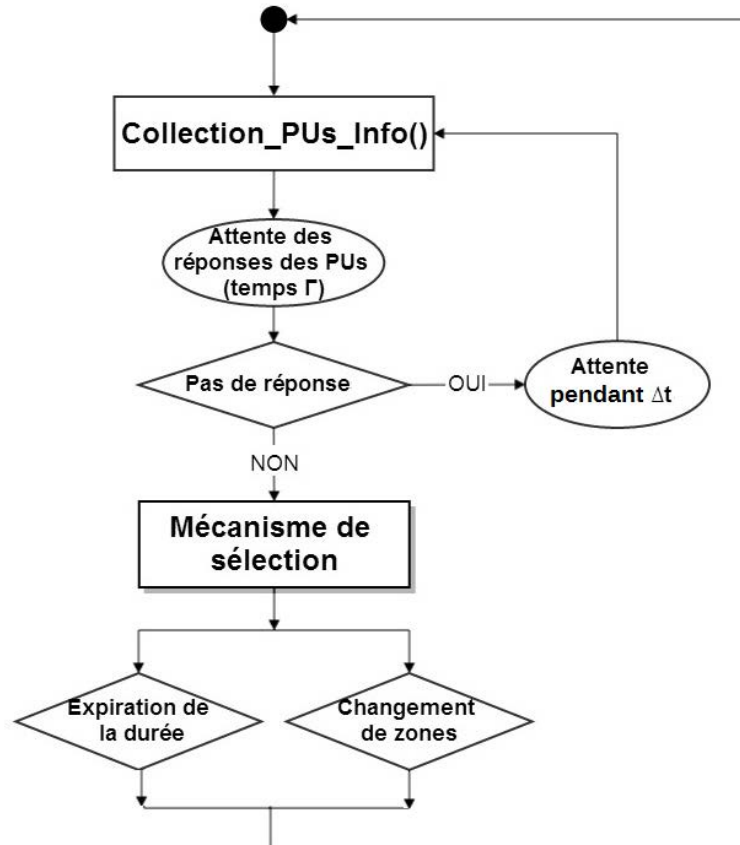 Collection_PUs_Info()
Attente des
réponses des PUs
(temps Γ)
Pas de réponse
OUI
Attente
pendant Δt
NON
Mécanisme de
sélection
Expiration de
la durée
Changement
de zones